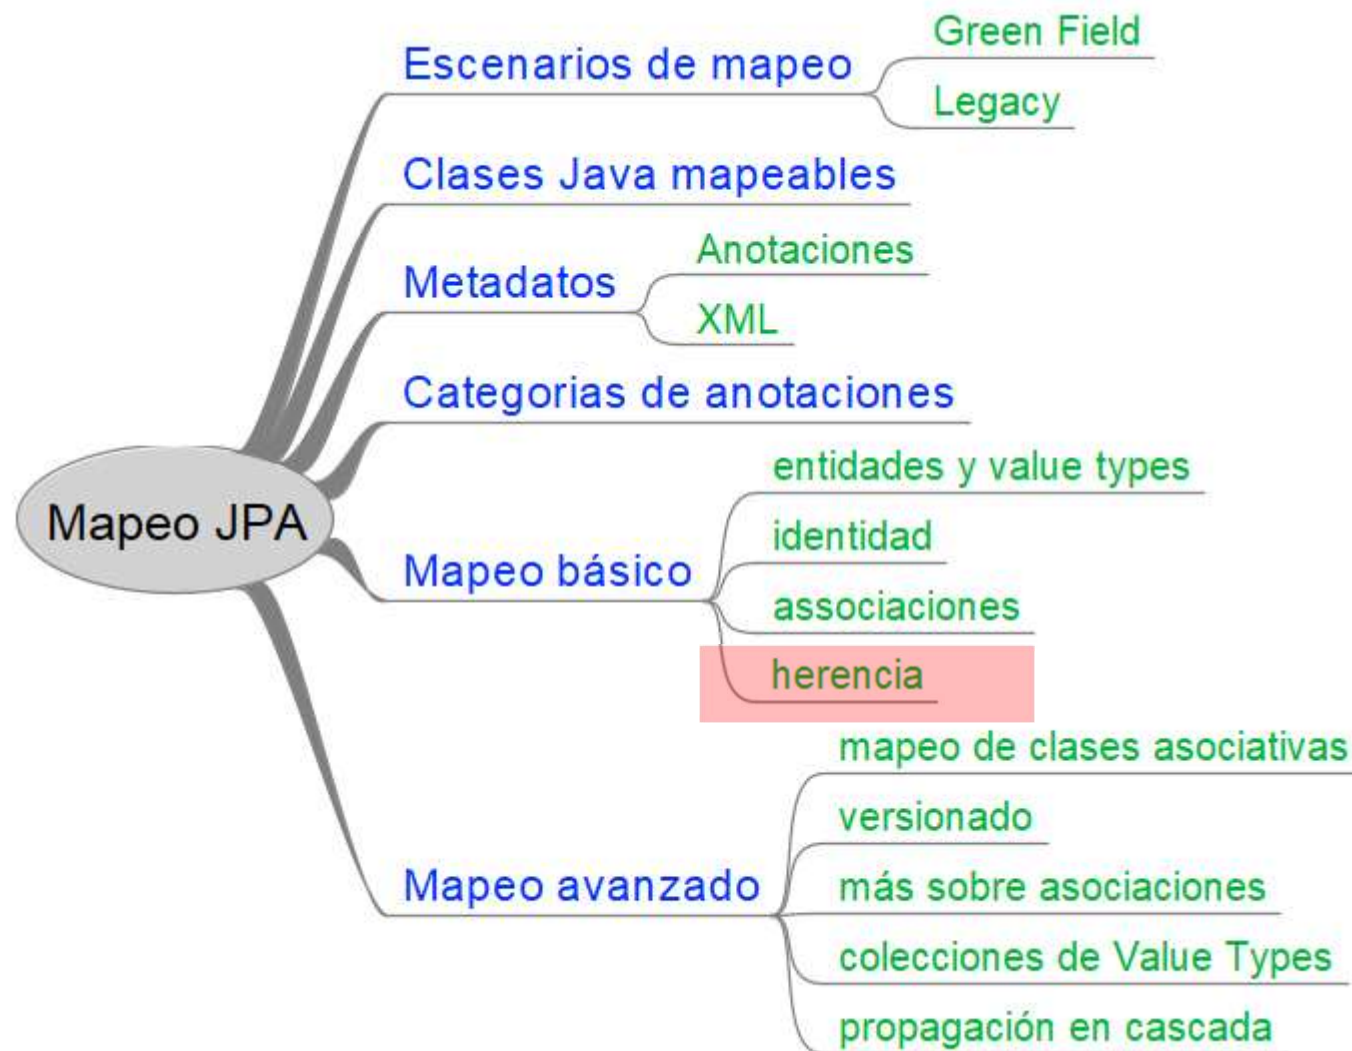 Mapeo JPA
Escenarios de mapeo
Green Field
Legacy
Clases Java mapeables
Metadatos
Anotaciones
XML
Categorias de anotaciones
Mapeo básico
entidades y value types
identidad
associaciones
herencia
Mapeo avanzado
mapeo de clases asociativas
versionado
más sobre asociaciones
colecciones de Value Types
propagación en cascada